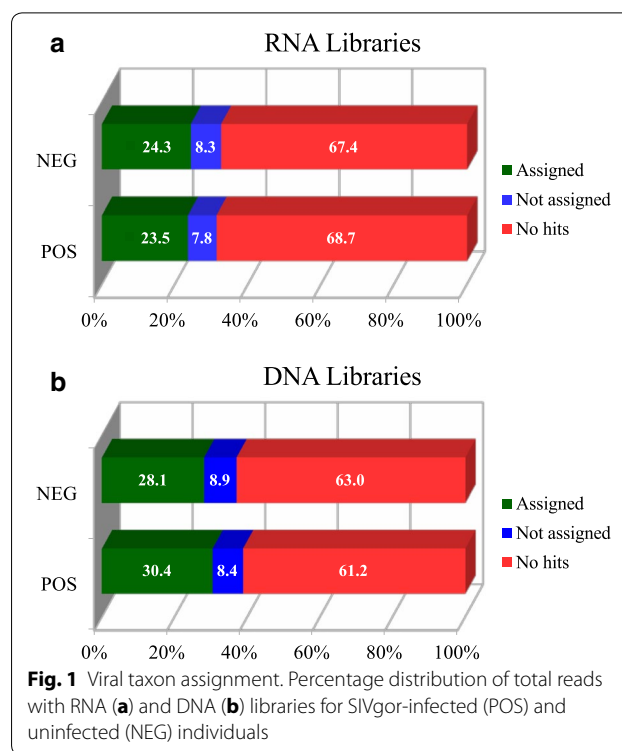 a
RNA Libraries
NEG
24.3 8.3 67.4
POS
23.5 7.8 68.7
0% 20% 40% 60% 80% 100%
Assigned
Not assigned
No hits
b
DNA Libraries
NEG
28.1 8.9 63.0
POS
30.4 8.4 61.2
0% 20% 40% 60% 80% 100%
Assigned
Not assigned
No hits
Fig. 1 Viral taxon assignment. Percentage distribution of total reads
with RNA (a) and DNA (b) libraries for SIVgor-infected (POS) and
uninfected (NEG) individuals